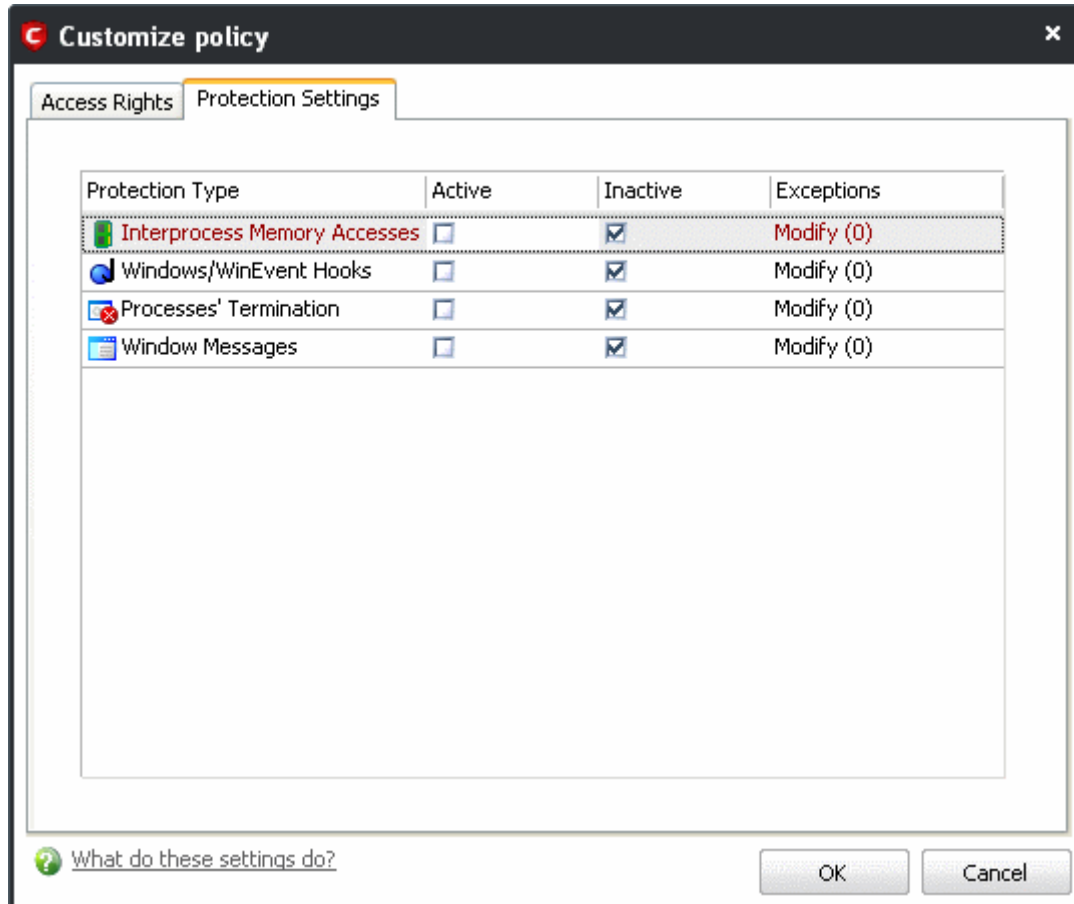 Customize policy
Access Rights Protection Settings
Protection Type Active Inactive Exceptions
Interprocess Memory Accesses Modify (0)
Windows/WinEvent Hooks Modify (0)
Processes' Termination Modify (0)
Window Messages Modify (0)
What do these settings do? OK Cancel